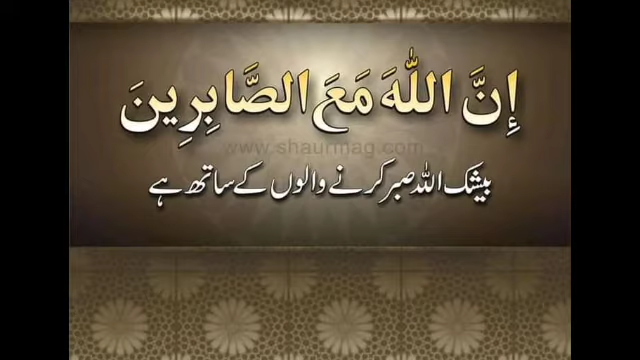 إِنَّ اللّٰهَ مَعَ الصَّابِرِينَ
www.shaurmag.com
بیشک اللہ صبر کرنے والوں کے ساتھ ہے